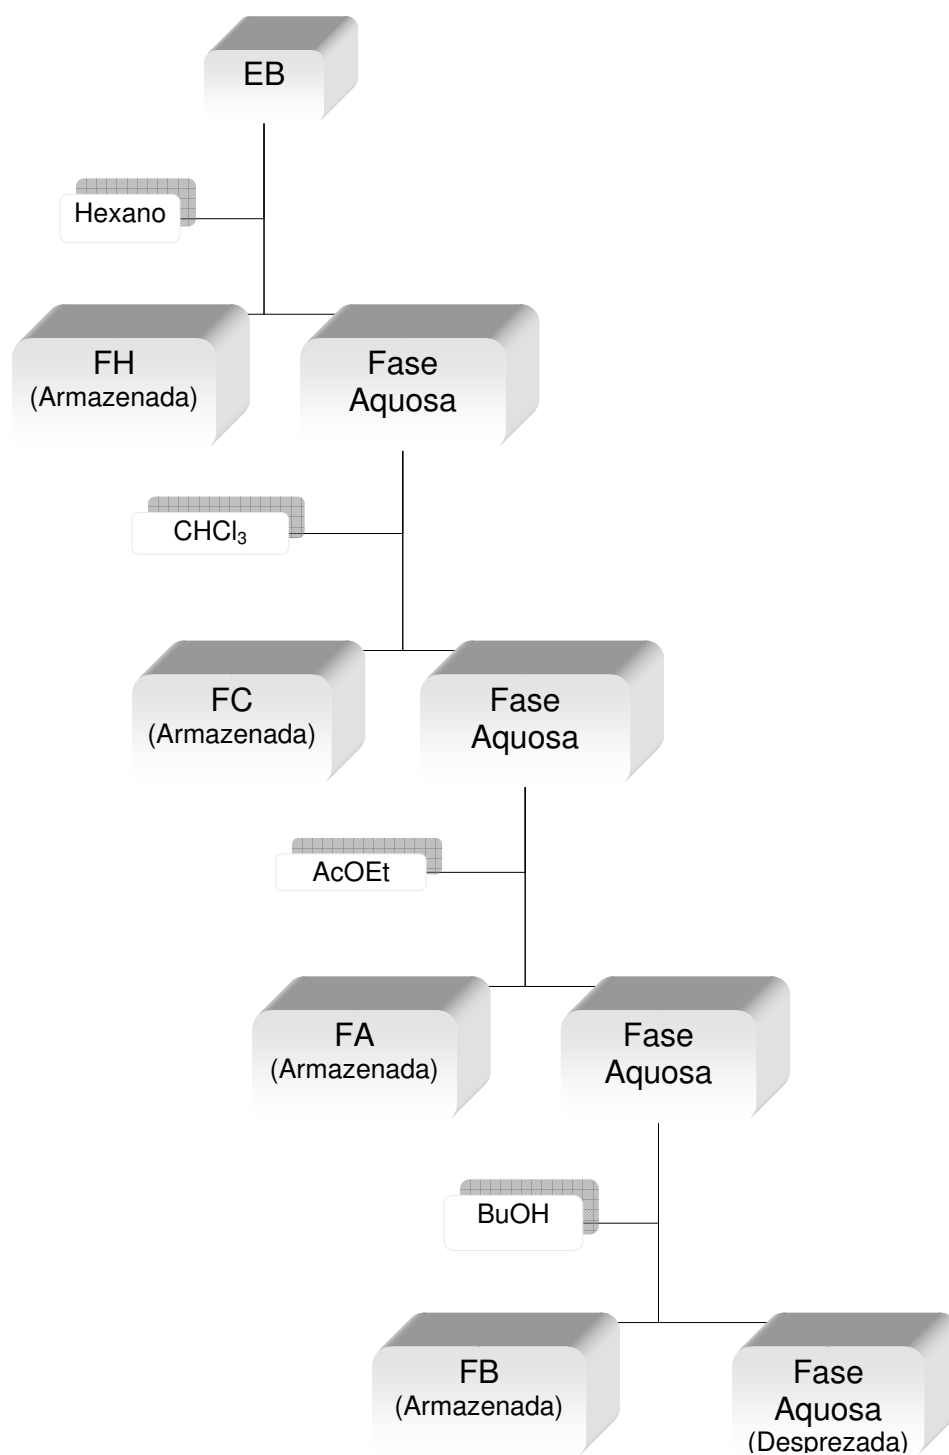 EB
Hexano
FH
(Armazenada)
Fase
Aquosa
CHCl₃
FC
(Armazenada)
Fase
Aquosa
AcOEt
FA
(Armazenada)
Fase
Aquosa
BuOH
FB
(Armazenada)
Fase
Aquosa
(Desprezada)